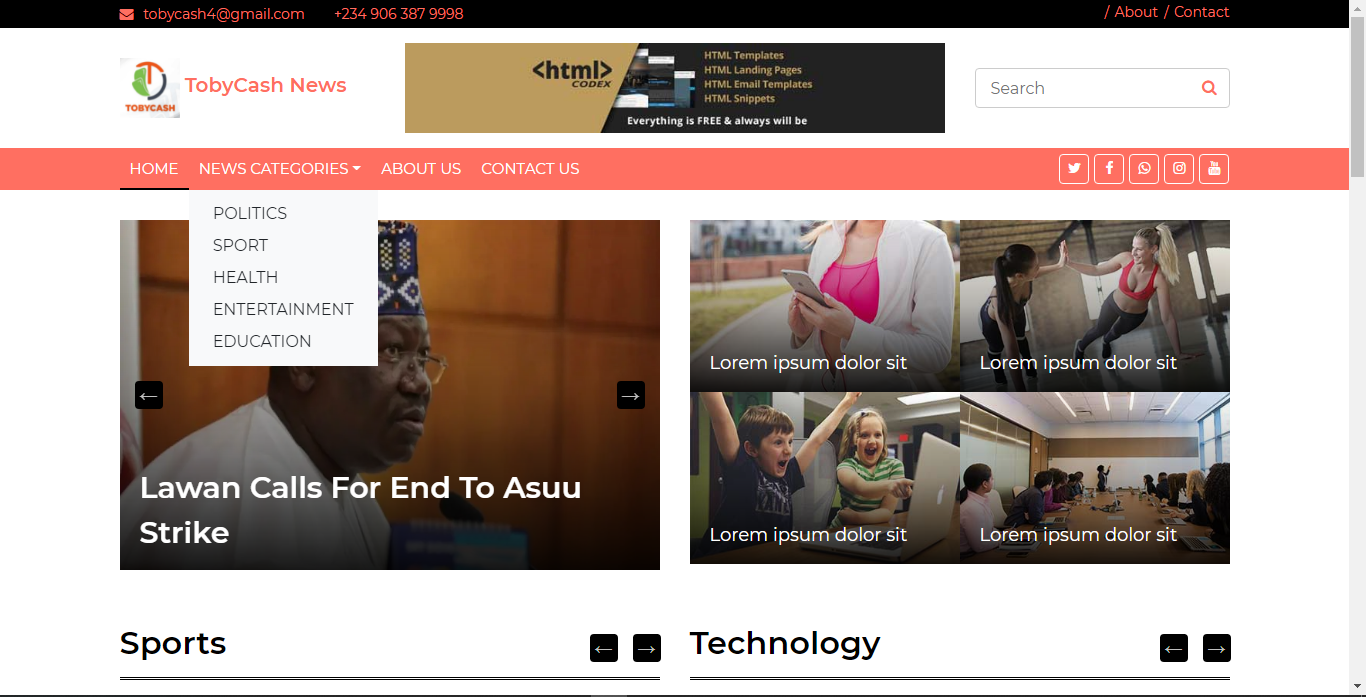 tobycash4@gmail.com +234 906 387 9998 / About / Contact
TOBYCASH
TobyCash News
<html>
CODEX
HTML Templates
HTML Landing Pages
HTML Email Templates
HTML Snippets
Everything is FREE & always will be
Search
HOME NEWS CATEGORIES ABOUT US CONTACT US
POLITICS
SPORT
HEALTH
ENTERTAINMENT
EDUCATION
Lawan Calls For End To Asuu
Strike
Lorem ipsum dolor sit Lorem ipsum dolor sit
Lorem ipsum dolor sit Lorem ipsum dolor sit
Sports ← → Technology ← →